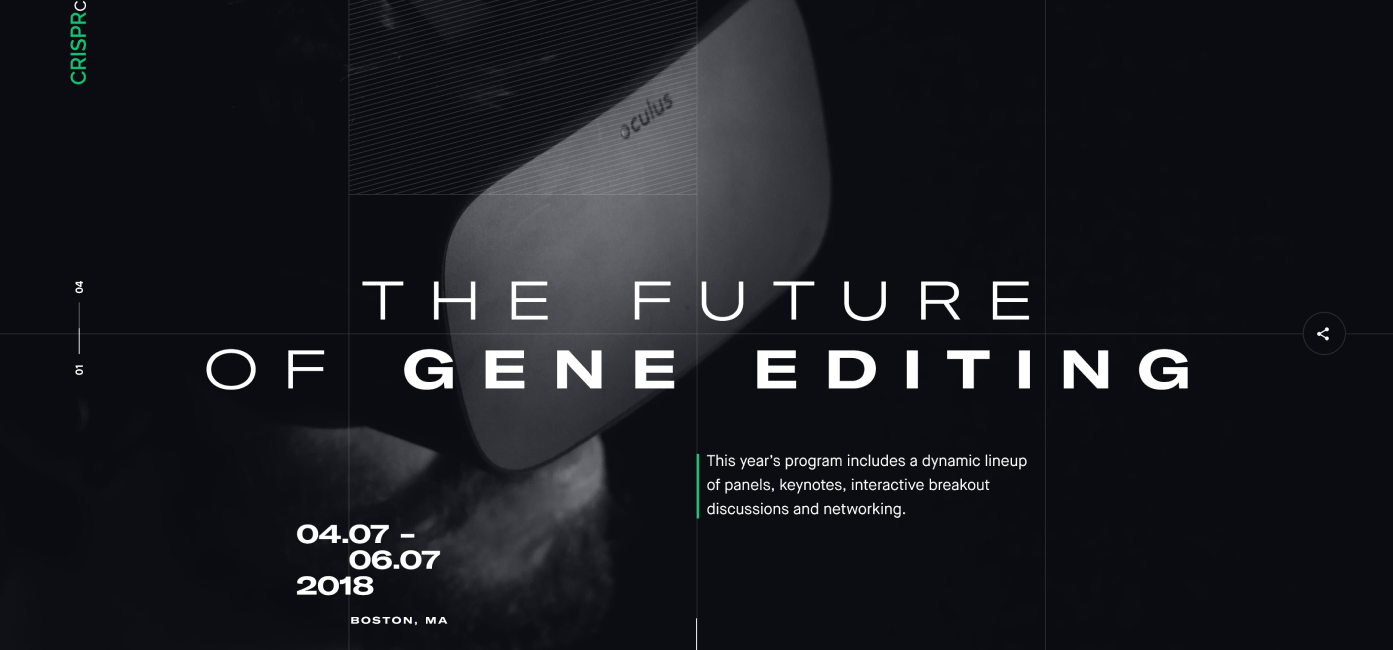 CRISPRC
oculus
04
01
THE FUTURE
OF GENE EDITING
This year’s program includes a dynamic lineup
of panels, keynotes, interactive breakout
discussions and networking.
04.07 –
06.07
2018
BOSTON, MA